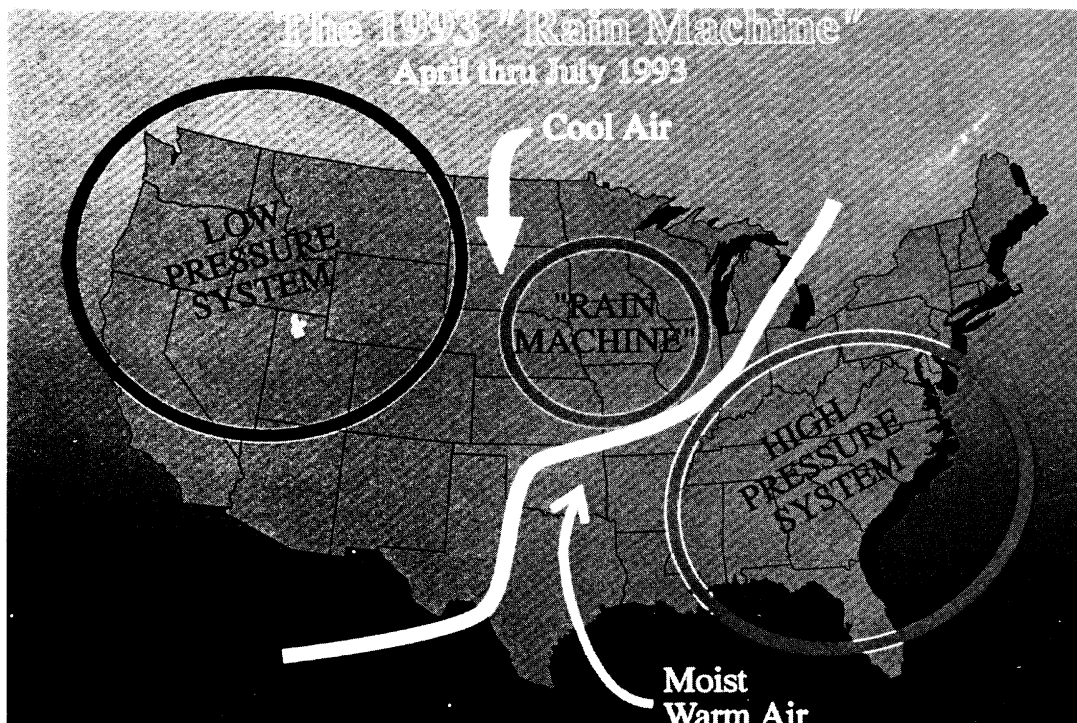 The 1993 "Rain Machine"
April thru July 1993
Cool Air
LOW
PRESSURE
SYSTEM
"RAIN
MACHINE"
HIGH
PRESSURE
SYSTEM
Moist
Warm Air